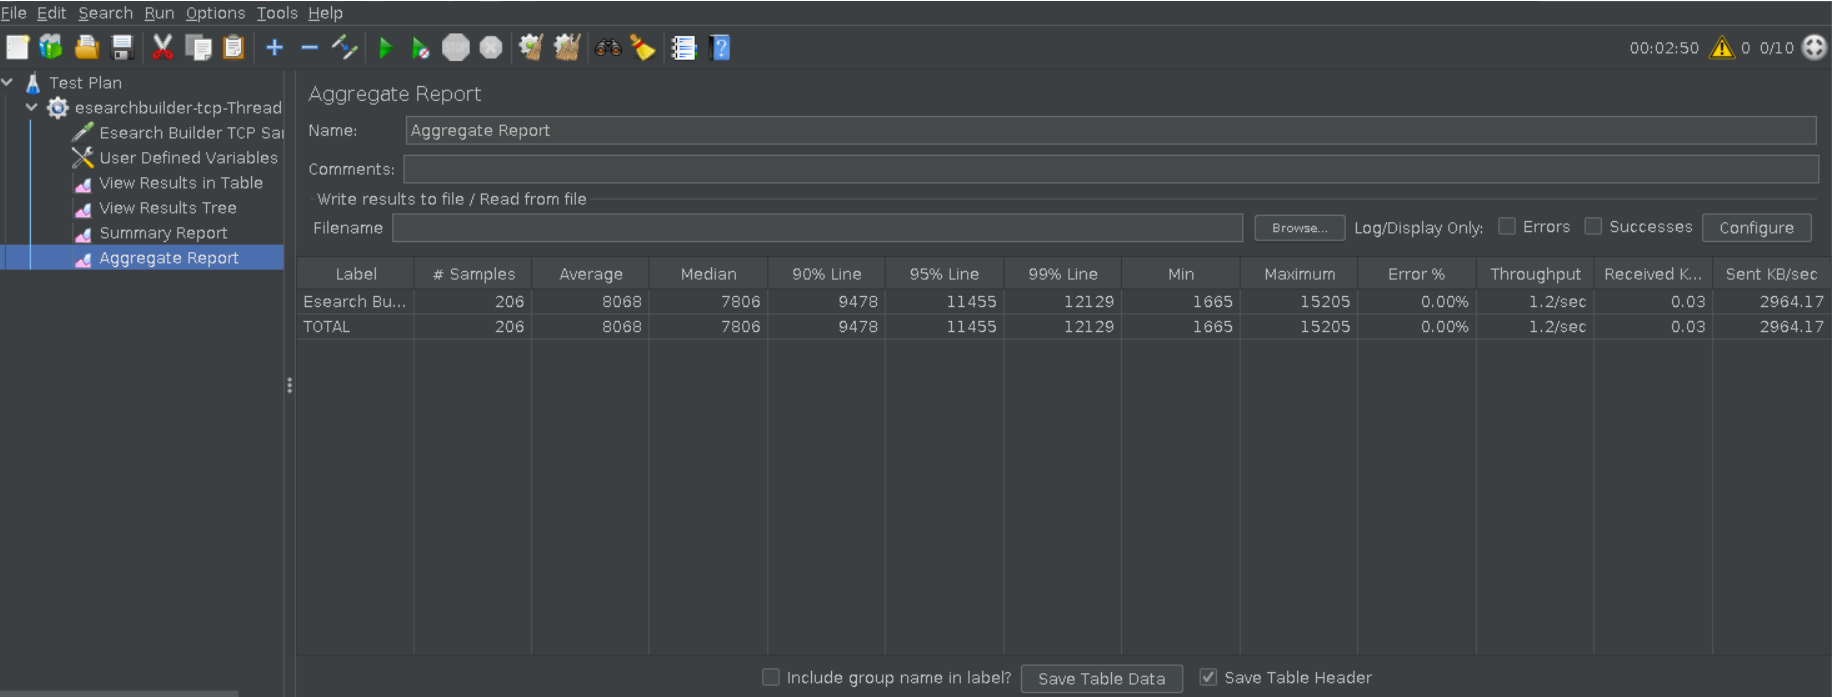 File Edit Search Run Options Tools Help
STOP
00:02:50 0 0/10
Test Plan
esearchbuilder-tcp-Thread
Esearch Builder TCP Sa
User Defined Variables
View Results in Table
View Results Tree
Summary Report
Aggregate Report
Aggregate Report
Name: Aggregate Report
Comments:
Write results to file / Read from file
Filename Browse... Log/Display Only: Errors Successes Configure
Label # Samples Average Median 90% Line 95% Line 99% Line Min Maximum Error % Throughput Received K... Sent KB/sec
Esearch Bu... 206 8068 7806 9478 11455 12129 1665 15205 0.00% 1.2/sec 0.03 2964.17
TOTAL 206 8068 7806 9478 11455 12129 1665 15205 0.00% 1.2/sec 0.03 2964.17
Include group name in label? Save Table Data Save Table Header